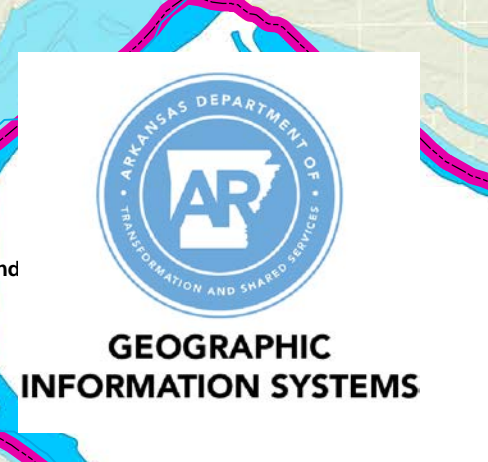 ARKANSAS DEPARTMENT OF
AR
TRANSFORMATION AND SHARED SERVICES
nd
GEOGRAPHIC
INFORMATION SYSTEMS